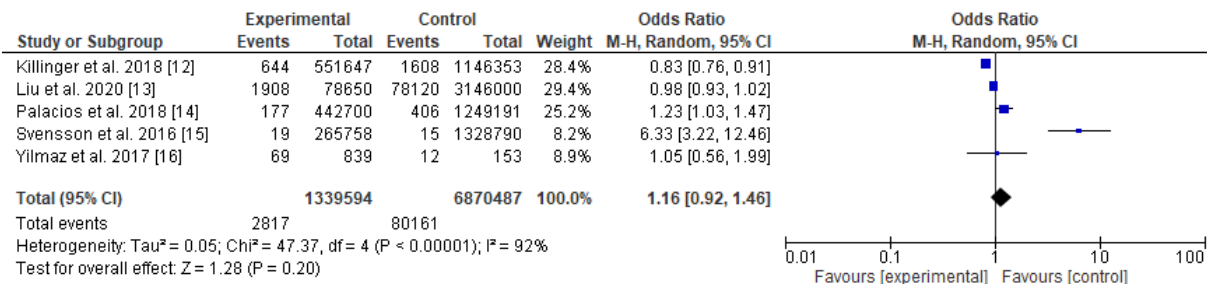 Experimental Control Odds Ratio Odds Ratio
Study or Subgroup Events Total Events Total Weight M-H, Random, 95% CI M-H, Random, 95% CI
Killinger et al. 2018 [12] 644 551647 1608 1146353 28.4% 0.83 [0.76, 0.91]
Liu et al. 2020 [13] 1908 78650 78120 3146000 29.4% 0.98 [0.93, 1.02]
Palacios et al. 2018 [14] 177 442700 406 1249191 25.2% 1.23 [1.03, 1.47]
Svensson et al. 2016 [15] 19 265758 15 1328790 8.2% 6.33 [3.22, 12.46]
Yilmaz et al. 2017 [16] 69 839 12 153 8.9% 1.05 [0.56, 1.99]
Total (95% CI) 1339594 6870487 100.0% 1.16 [0.92, 1.46]
Total events 2817 80161
Heterogeneity: Tau² = 0.05; Chi² = 47.37, df = 4 (P < 0.00001); I² = 92%
Test for overall effect: Z = 1.28 (P = 0.20)
0.01 0.1 1 10 100
Favours [experimental] Favours [control]